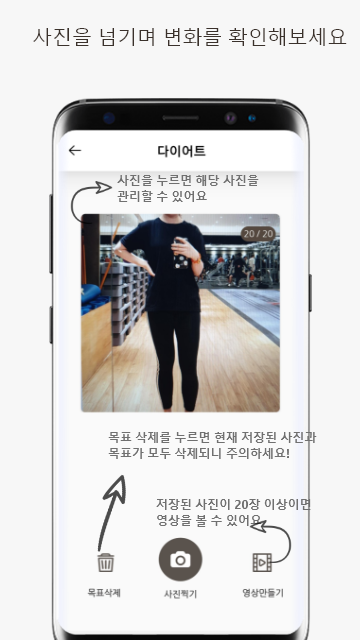 사진을 넘기며 변화를 확인해보세요
다이어트
사진을 누르면 해당 사진을
관리할 수 있어요
20 / 20
목표 삭제를 누르면 현재 저장된 사진과
목표가 모두 삭제되니 주의하세요!
저장된 사진이 20장 이상이면
영상을 볼 수 있어요
목표삭제
사진찍기
영상만들기